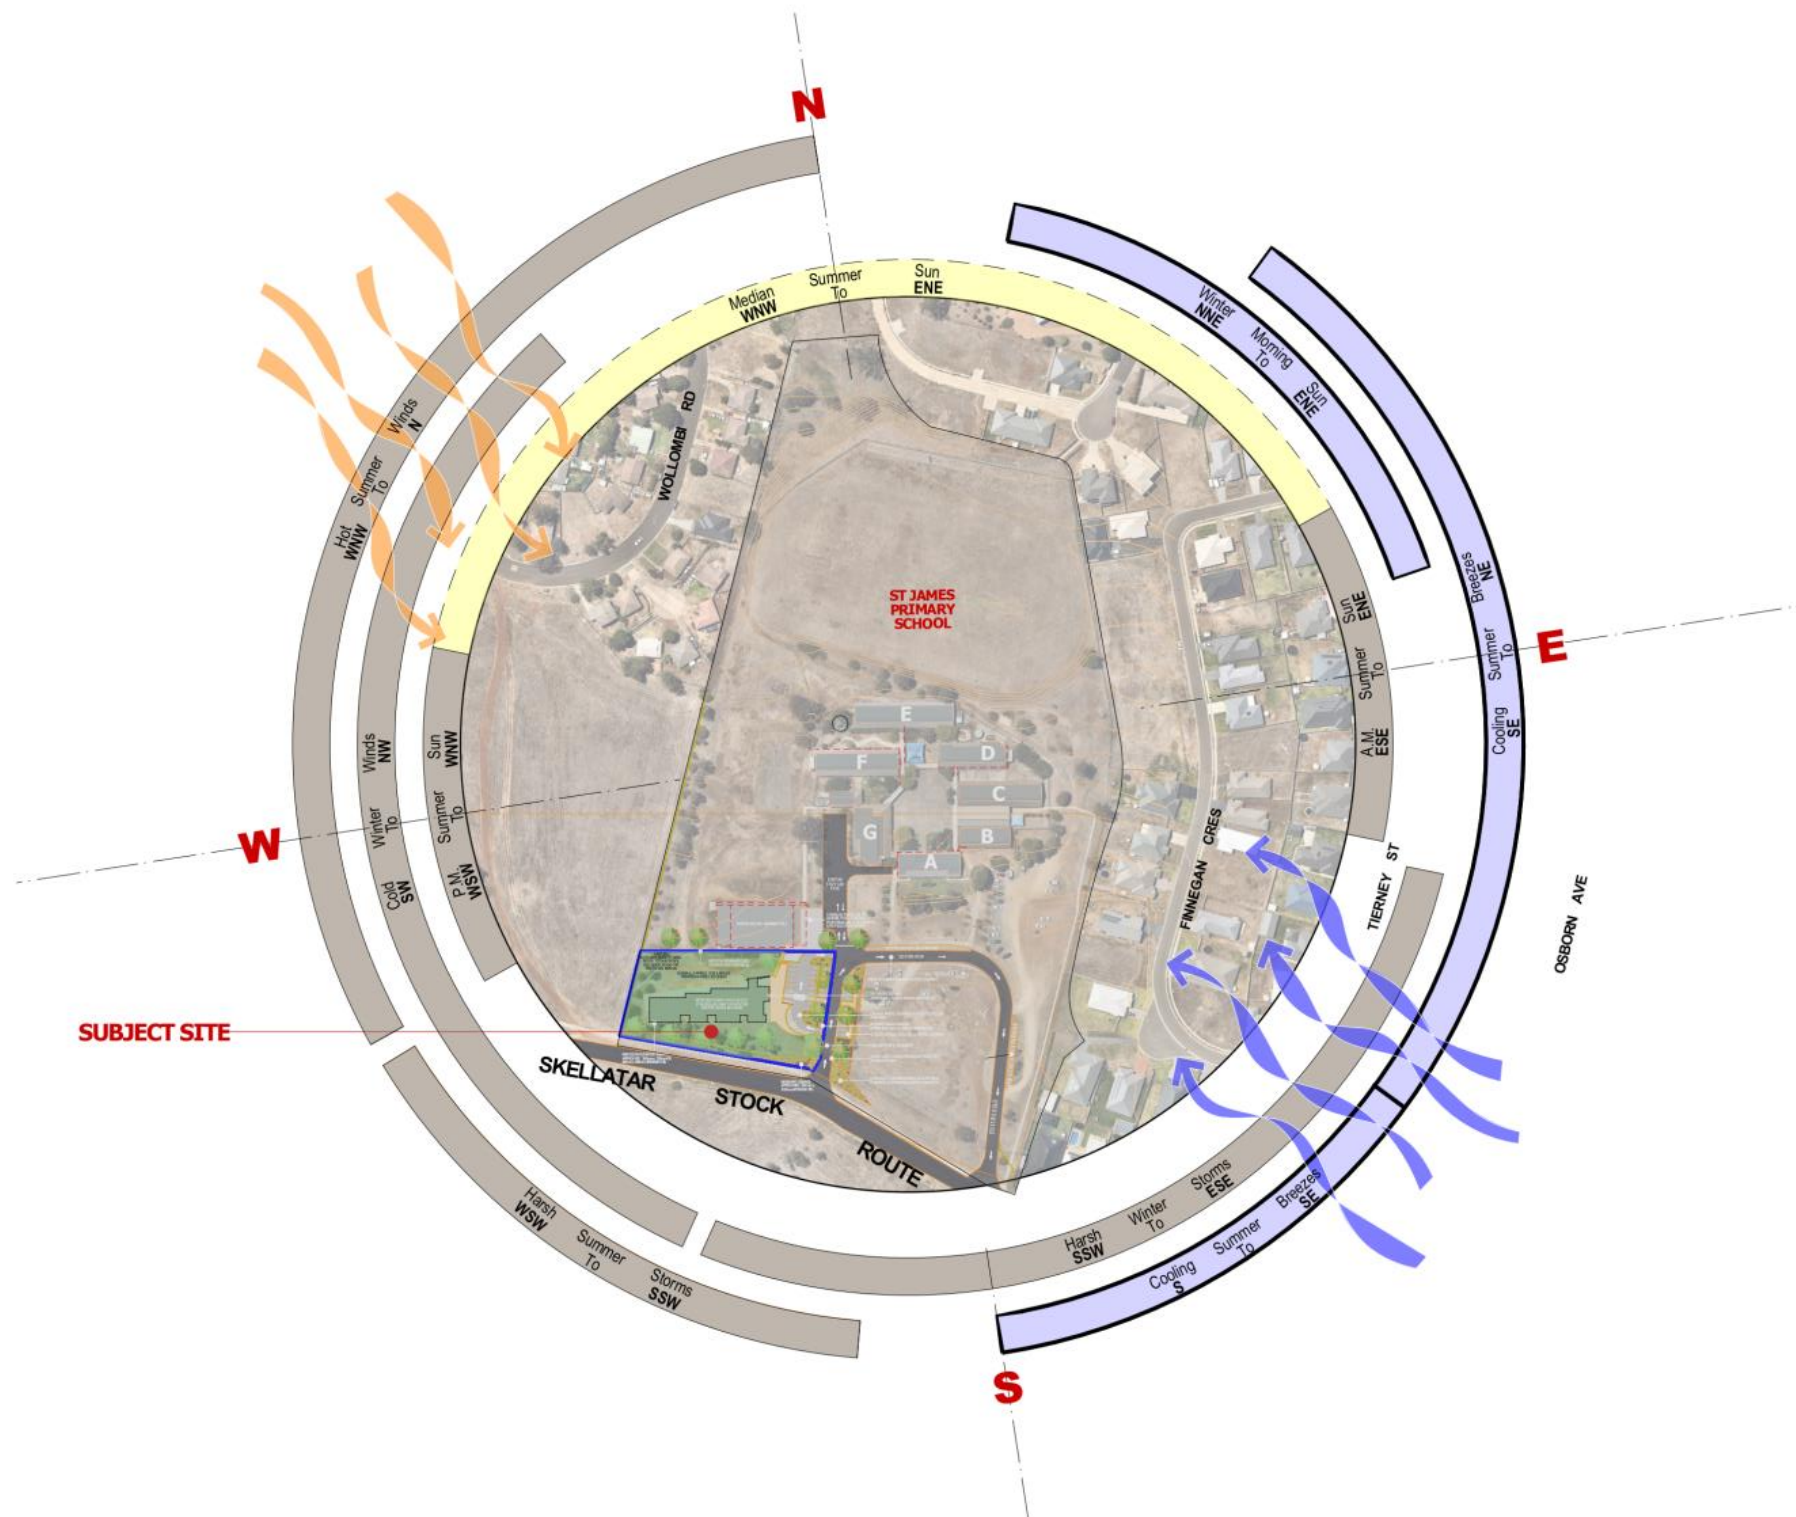 N
Median Summer Sun
WNW To ENE
Winter Morning Sun
NNE To ENE
Hot Summer Winds
WNW To N
WOLLOMBI RD
ST JAMES
PRIMARY
SCHOOL
Cooling Summer Breezes
SE To NE
A.M. Summer Sun
ESE To ENE
E
E
D
F
C
G
B
A
Cold Winter Winds
SW To NW
P.M. Summer Sun
WSW To WNW
W
FINNEGAN CRES
TIERNEY ST
OSBORN AVE
SUBJECT SITE
SKELLATAR STOCK ROUTE
Harsh Summer Storms
WSW To SSW
Harsh Winter Storms
SSW To ESE
Cooling Summer Breezes
S To SE
S